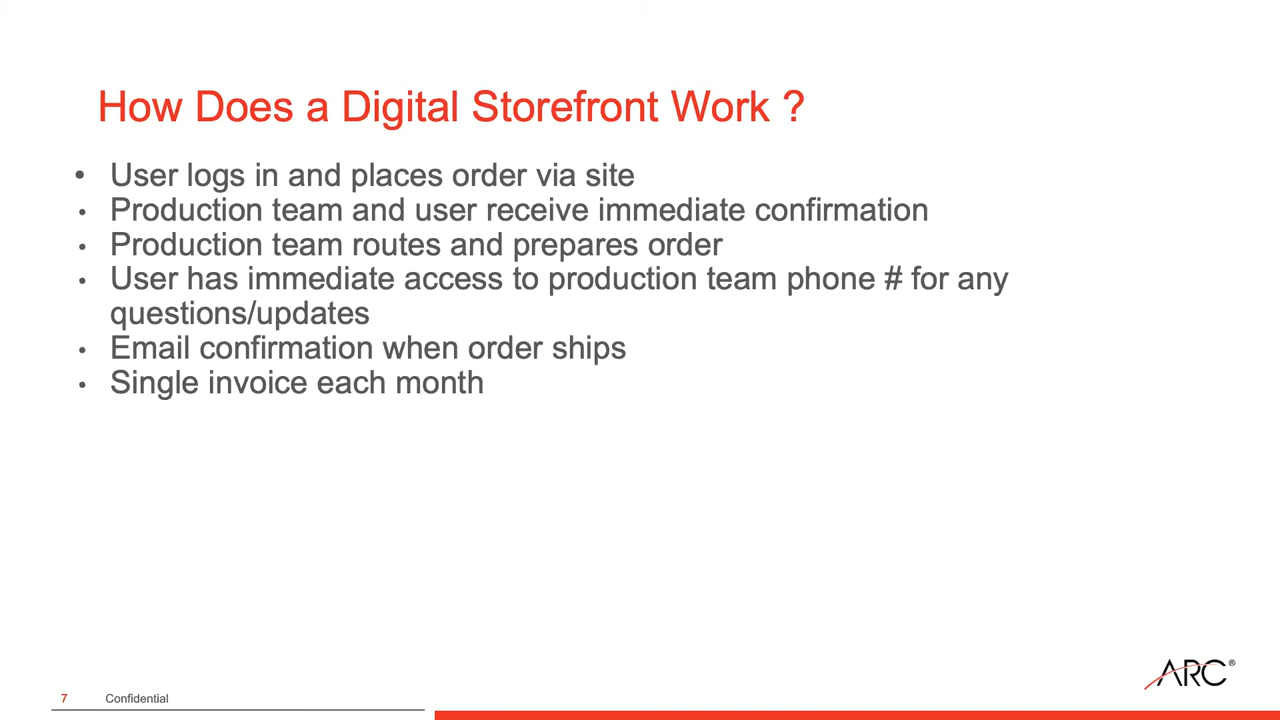 How Does a Digital Storefront Work ?
• User logs in and places order via site
• Production team and user receive immediate confirmation
• Production team routes and prepares order
• User has immediate access to production team phone # for any
questions/updates
• Email confirmation when order ships
• Single invoice each month
ARC®
7 Confidential